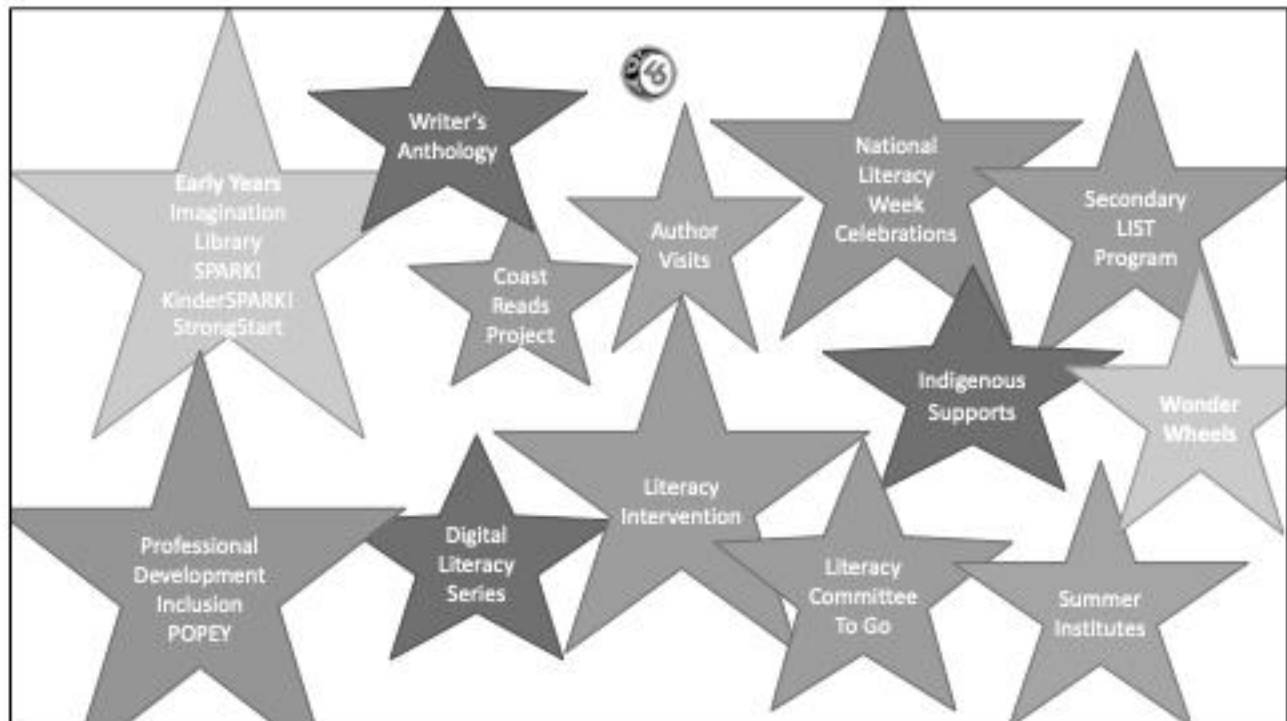 Early Years
Imagination
Library
SPARK!
KinderSPARK!
StrongStart
Writer's
Anthology
46
Coast
Reads
Project
Author
Visits
National
Literacy
Week
Celebrations
Secondary
LIST
Program
Indigenous
Supports
Wonder
Wheels
Professional
Development
Inclusion
POPEY
Digital
Literacy
Series
Literacy
Intervention
Literacy
Committee
To Go
Summer
Institutes